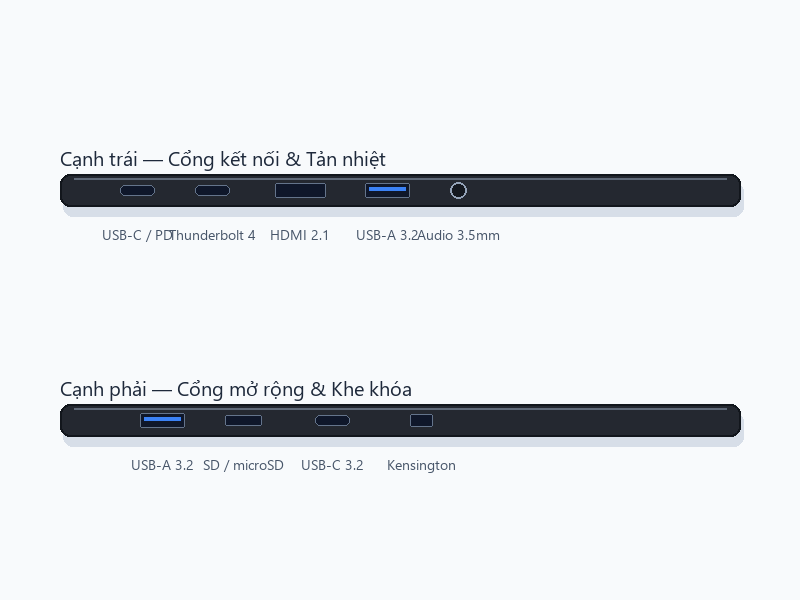 Cạnh trái — Cổng kết nối & Tản nhiệt
USB-C / PD Thunderbolt 4 HDMI 2.1 USB-A 3.2 Audio 3.5mm
Cạnh phải — Cổng mở rộng & Khe khóa
USB-A 3.2 SD / microSD USB-C 3.2 Kensington